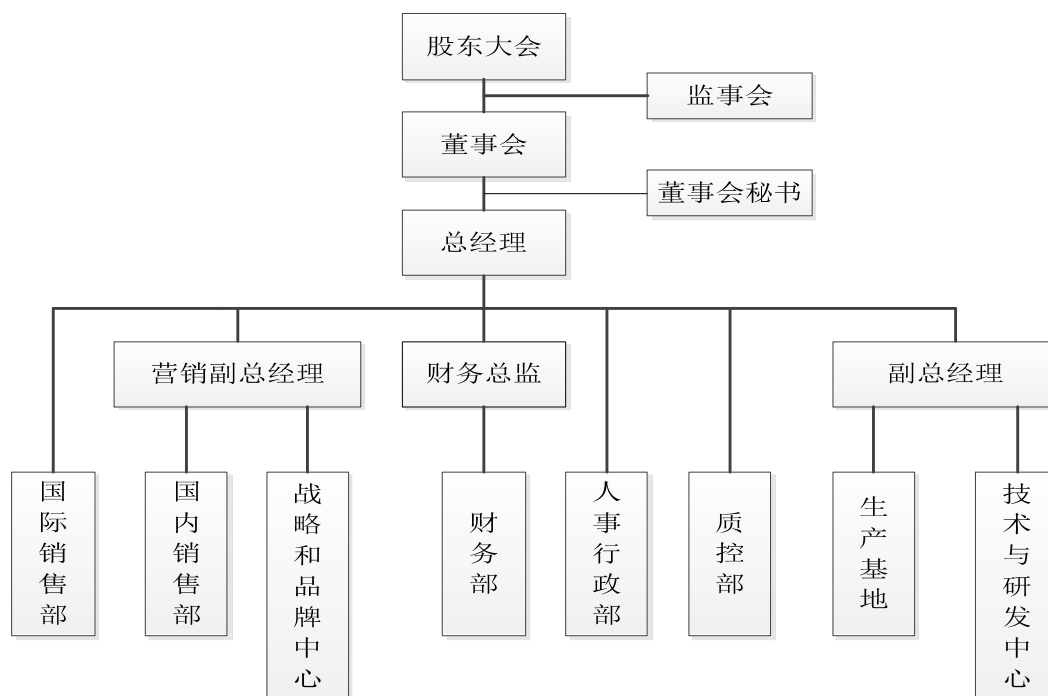 股东大会
监事会
董事会
董事会秘书
总经理
营销副总经理
财务总监
副总经理
国际销售部
国内销售部
战略和品牌中心
财务部
人事行政部
质控部
生产基地
技术与研发中心